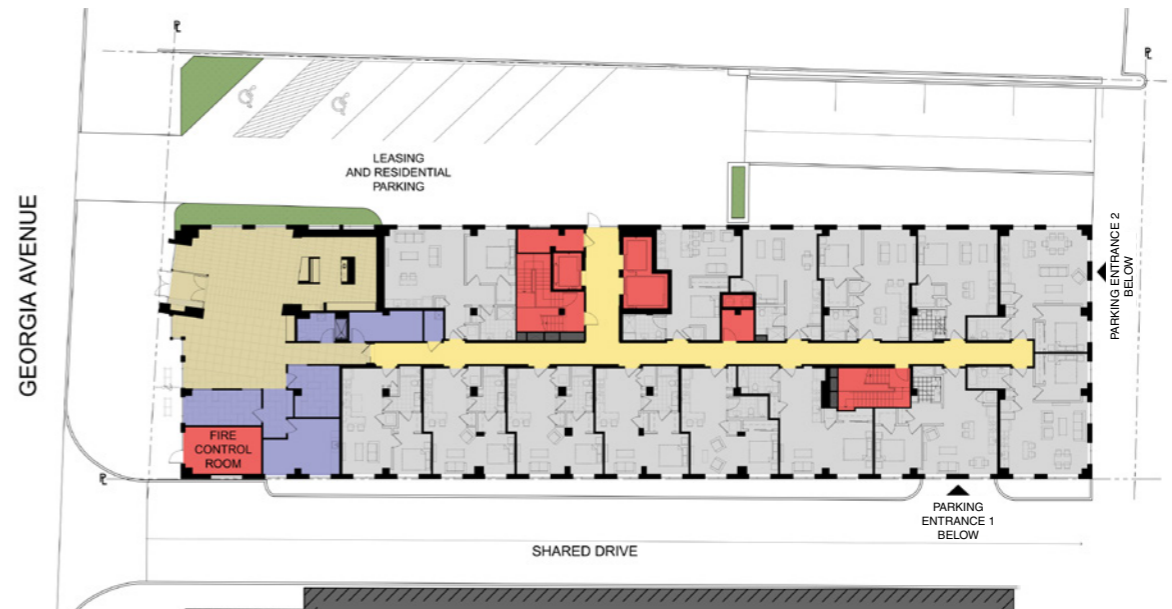 LEASING
AND RESIDENTIAL
PARKING
GEORGIA AVENUE
PARKING ENTRANCE 2
BELOW
FIRE
CONTROL
ROOM
PARKING
ENTRANCE 1
BELOW
SHARED DRIVE